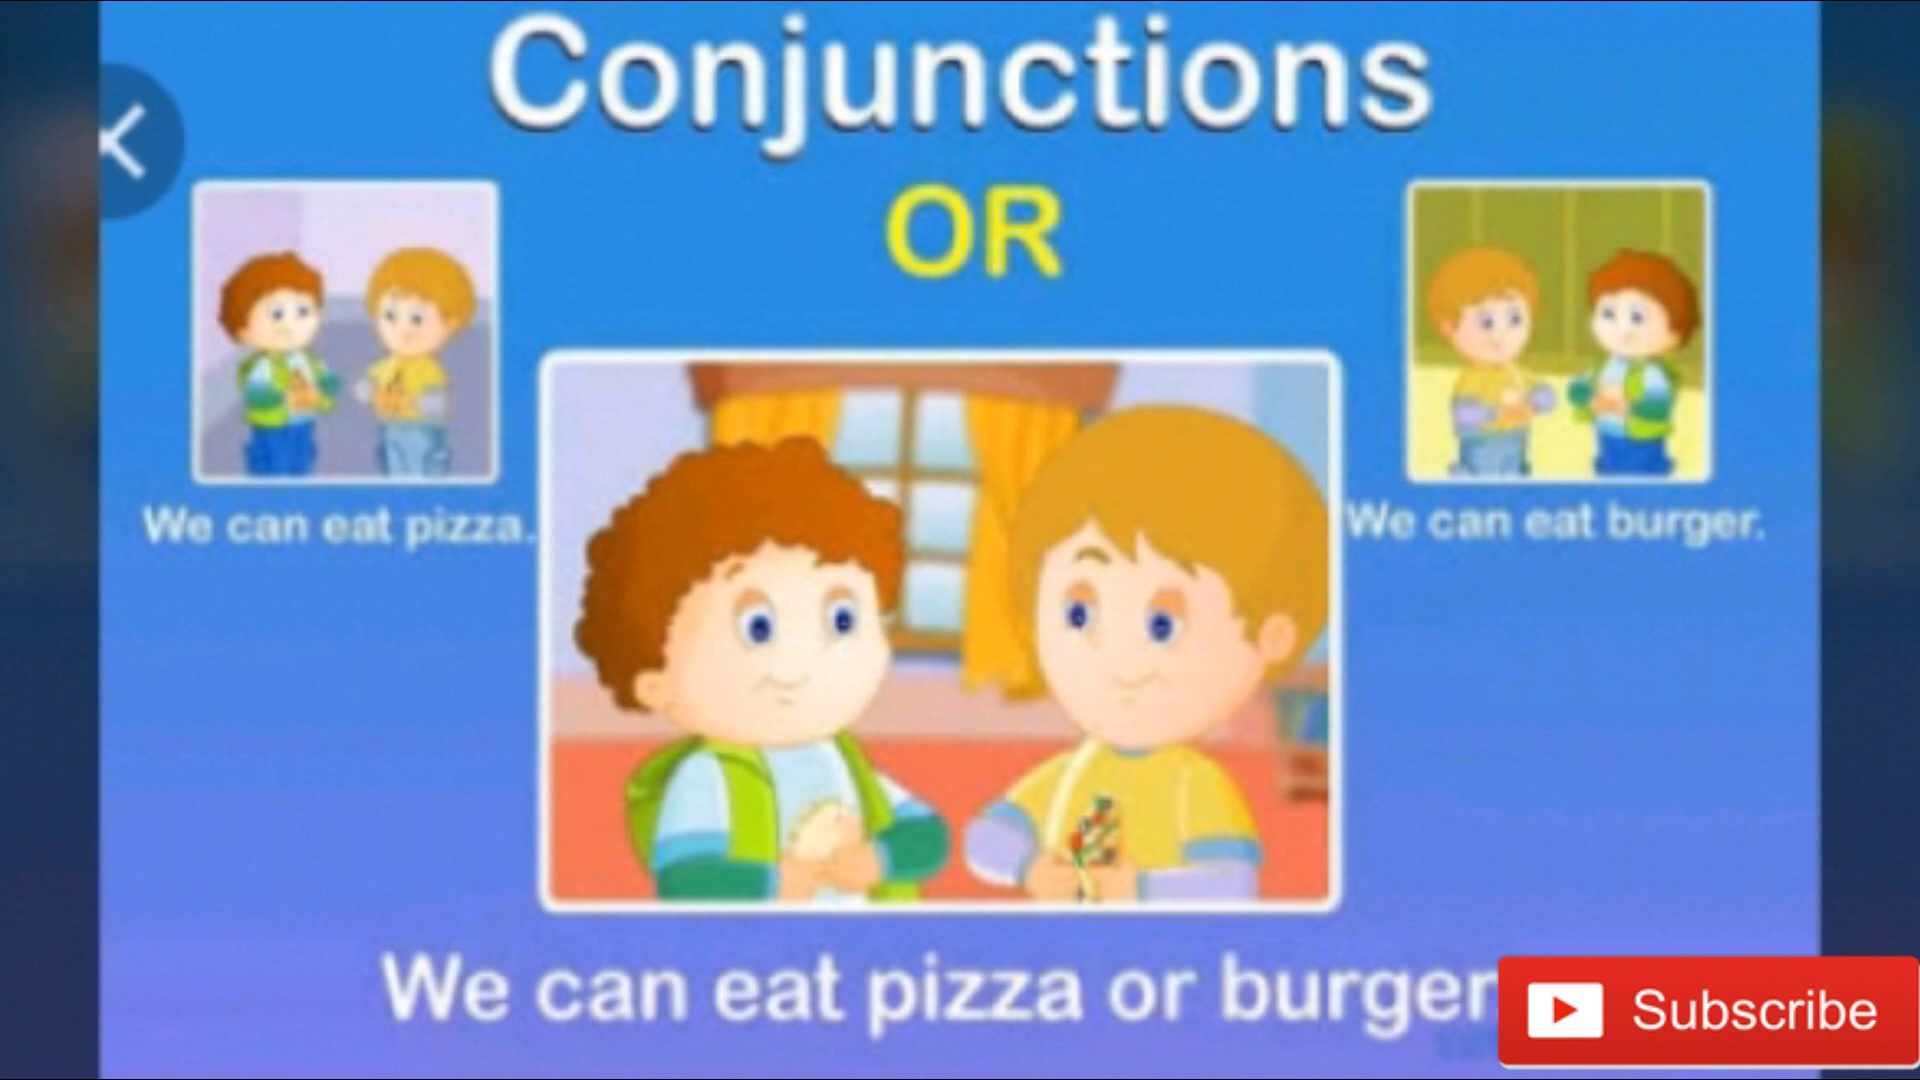 Conjunctions
OR
We can eat pizza.
We can eat burger.
We can eat pizza or burger
Subscribe